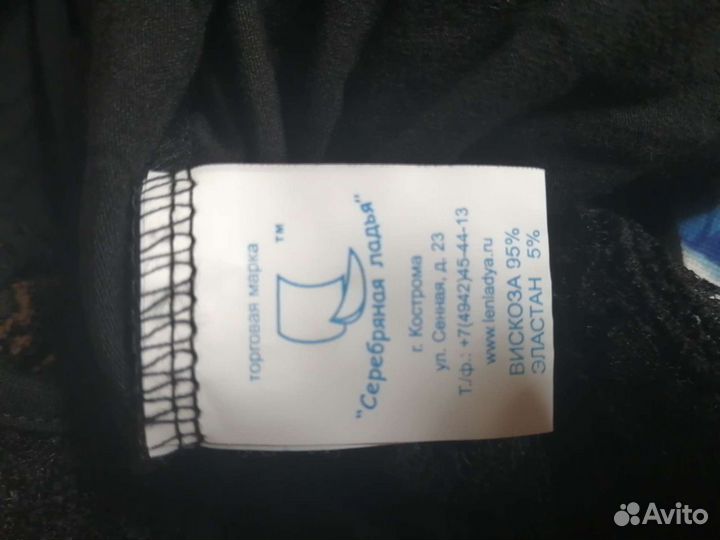 торговая марка
™
"Серебряная ладья"
г. Кострома
ул. Сенная, д. 23
Т./ф.: +7(4942)45-44-13
www.lenladya.ru
ВИСКОЗА 95%
ЭЛАСТАН 5%
Avito